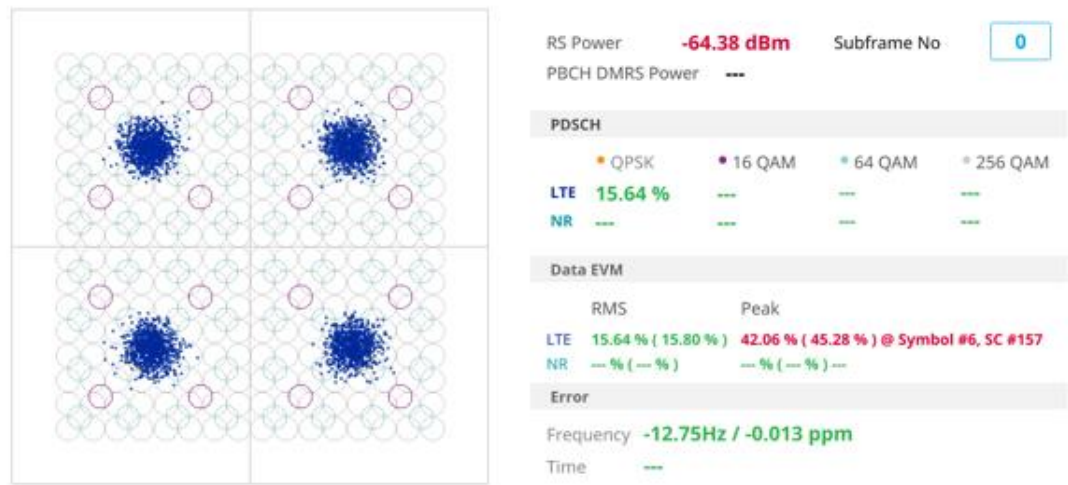 RS Power -64.38 dBm Subframe No 0
PBCH DMRS Power ---
PDSCH
QPSK 16 QAM 64 QAM 256 QAM
LTE 15.64 % --- --- ---
NR --- --- --- ---
Data EVM
RMS Peak
LTE 15.64 % ( 15.80 % ) 42.06 % ( 45.28 % ) @ Symbol #6, SC #157
NR --- % ( --- % ) --- % ( --- % ) ---
Error
Frequency -12.75Hz / -0.013 ppm
Time ---